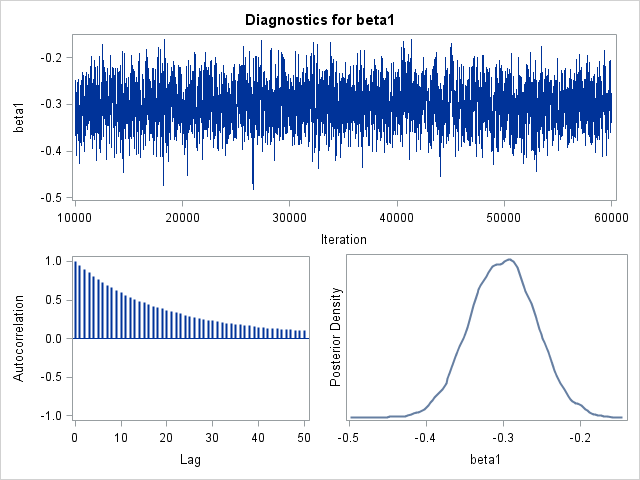 Diagnostics for beta1
-0.2
-0.3
-0.4
-0.5
beta1
10000 20000 30000 40000 50000 60000
Iteration
1.0
0.5
0.0
-0.5
-1.0
Autocorrelation
0 10 20 30 40 50
Lag
Posterior Density
-0.5 -0.4 -0.3 -0.2
beta1